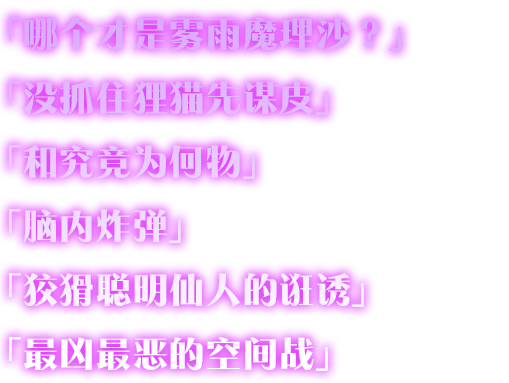 「哪个才是雾雨魔理沙？」
「没抓住狸猫先谋皮」
「和究竟为何物」
「脑内炸弹」
「狡猾聪明仙人的诳诱」
「最凶最恶的空间战」